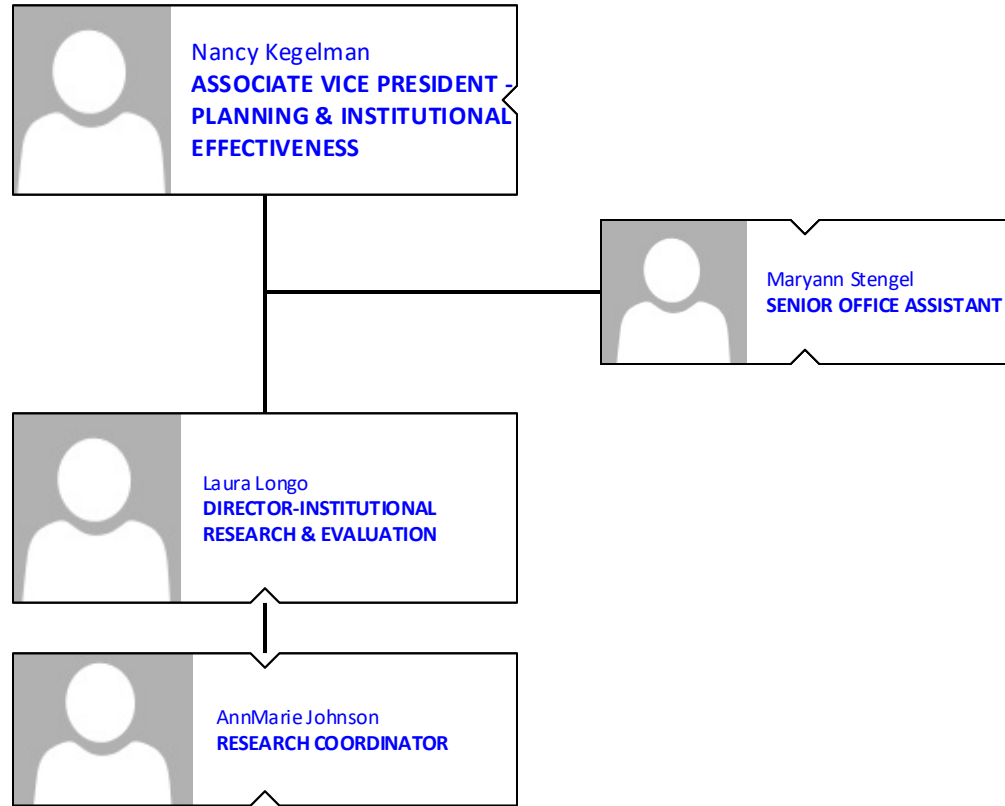 Nancy Kegelman
ASSOCIATE VICE PRESIDENT -
PLANNING & INSTITUTIONAL
EFFECTIVENESS
Maryann Stengel
SENIOR OFFICE ASSISTANT
Laura Longo
DIRECTOR-INSTITUTIONAL
RESEARCH & EVALUATION
AnnMarie Johnson
RESEARCH COORDINATOR